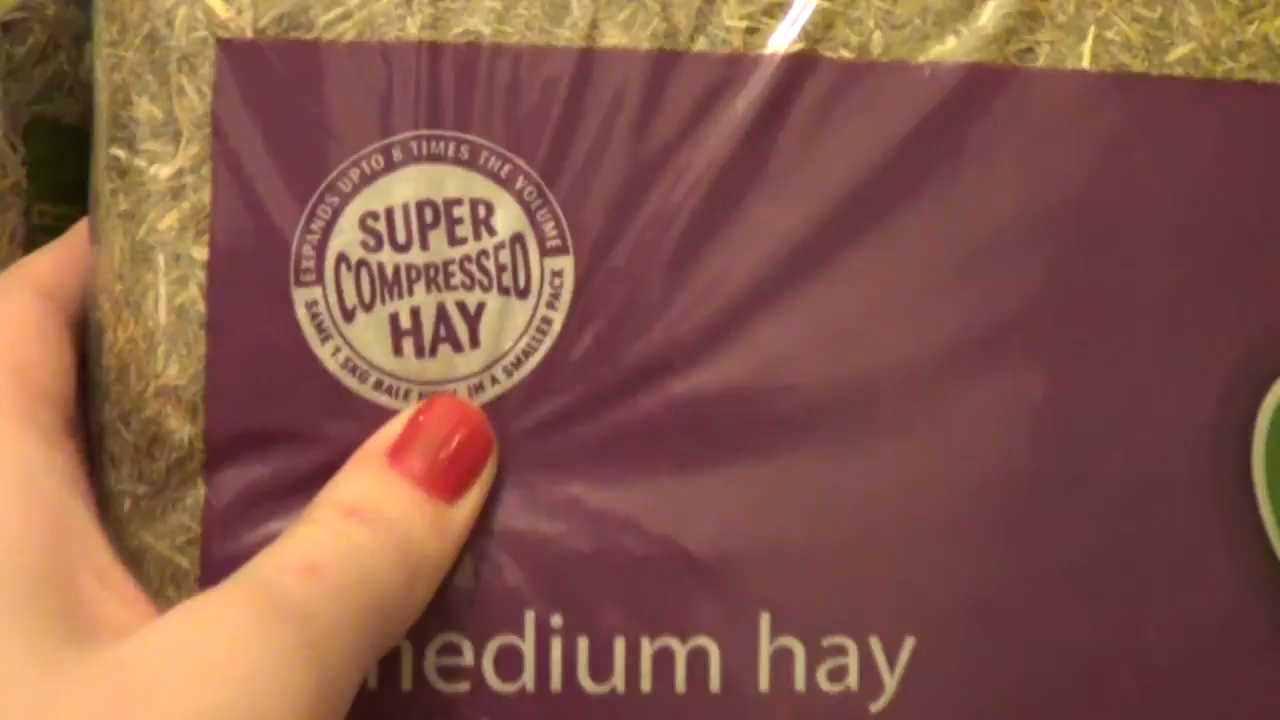 EXPANDS UPTO 8 TIMES THE VOLUME
SUPER
COMPRESSED
HAY
SAME 1.5KG BALE IN A SMALLER PACK
medium hay